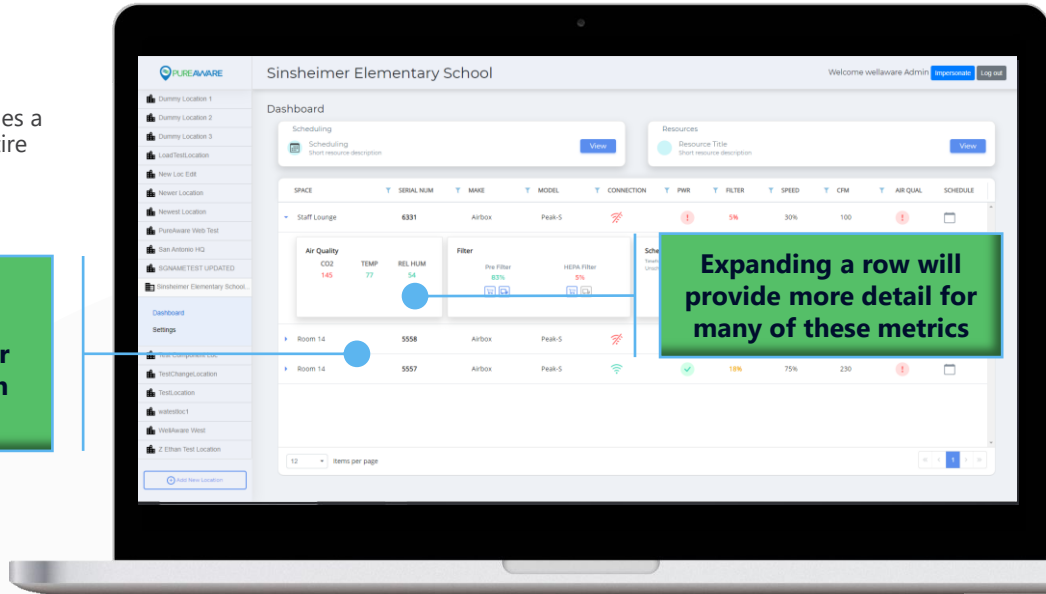 es a
tire
r
n
PUREAWARE
Sinsheimer Elementary School
Welcome wellaware Admin
Impersonate
Log out
Dummy Location 1
Dummy Location 2
Dummy Location 3
LoadTestLocation
New Loc Edit
Newer Location
Newest Location
PureAware Web Test
San Antonio HQ
SGNAMETEST UPDATED
Sinsheimer Elementary School...
Dashboard
Settings
TestChangeLocation
TestLocation
watestloc1
WellAware West
Z Ethan Test Location
Add New Location
Dashboard
Scheduling
Scheduling
Short resource description
View
Resources
Resource Title
Short resource description
View
SPACE SERIAL NUM MAKE MODEL CONNECTION PWR FILTER SPEED CFM AIR QUAL SCHEDULE
Staff Lounge 6331 Airbox Peak-S ! 5% 30% 100 !
Air Quality
CO2 TEMP REL HUM
145 77 54
Filter
Pre Filter HEPA Filter
83% 5%
Sche
Expanding a row will
provide more detail for
many of these metrics
Room 14 5558 Airbox Peak-S
Room 14 5557 Airbox Peak-S 18% 75% 230 !
12 items per page
1